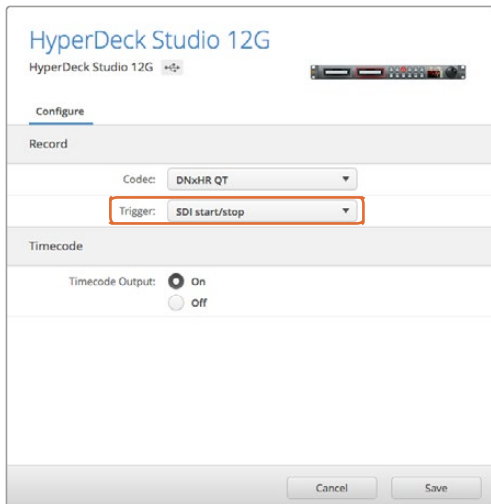 HyperDeck Studio 12G
HyperDeck Studio 12G
Configure
Record
Codec: DNxHR QT
Trigger: SDI start/stop
Timecode
Timecode Output: On
Off
Cancel Save